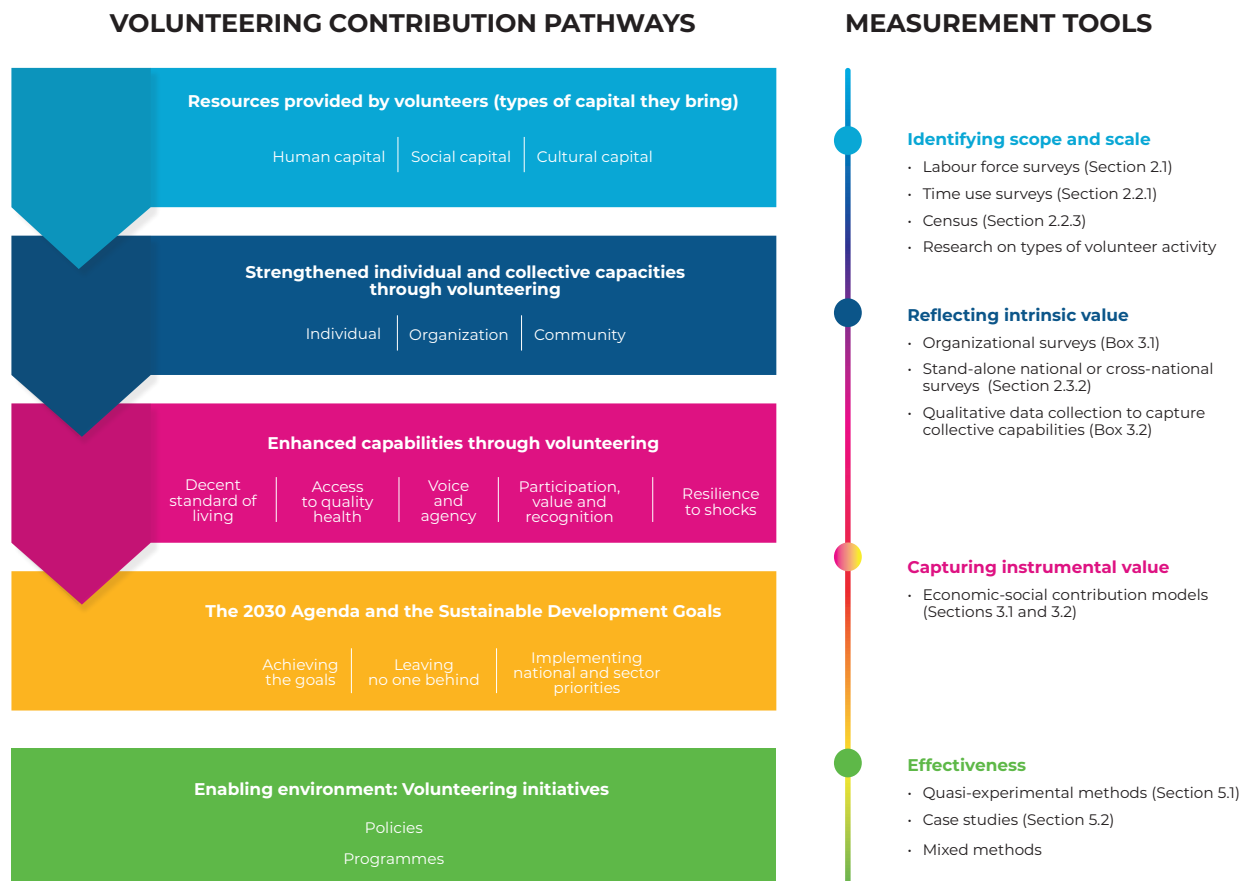 VOLUNTEERING CONTRIBUTION PATHWAYS
Resources provided by volunteers (types of capital they bring)
Human capital
Social capital
Cultural capital
Strengthened individual and collective capacities
through volunteering
Individual
Organization
Community
Enhanced capabilities through volunteering
Decent
standard of
living
Access
to quality
health
Voice
and
agency
Participation,
value and
recognition
Resilience
to shocks
The 2030 Agenda and the Sustainable Development Goals
Achieving
the goals
Leaving
no one behind
Implementing
national and sector
priorities
Enabling environment: Volunteering initiatives
Policies
Programmes
MEASUREMENT TOOLS
Identifying scope and scale
• Labour force surveys (Section 2.1)
• Time use surveys (Section 2.2.1)
• Census (Section 2.2.3)
• Research on types of volunteer activity
Reflecting intrinsic value
• Organizational surveys (Box 3.1)
• Stand-alone national or cross-national
surveys (Section 2.3.2)
• Qualitative data collection to capture
collective capabilities (Box 3.2)
Capturing instrumental value
• Economic-social contribution models
(Sections 3.1 and 3.2)
Effectiveness
• Quasi-experimental methods (Section 5.1)
• Case studies (Section 5.2)
• Mixed methods